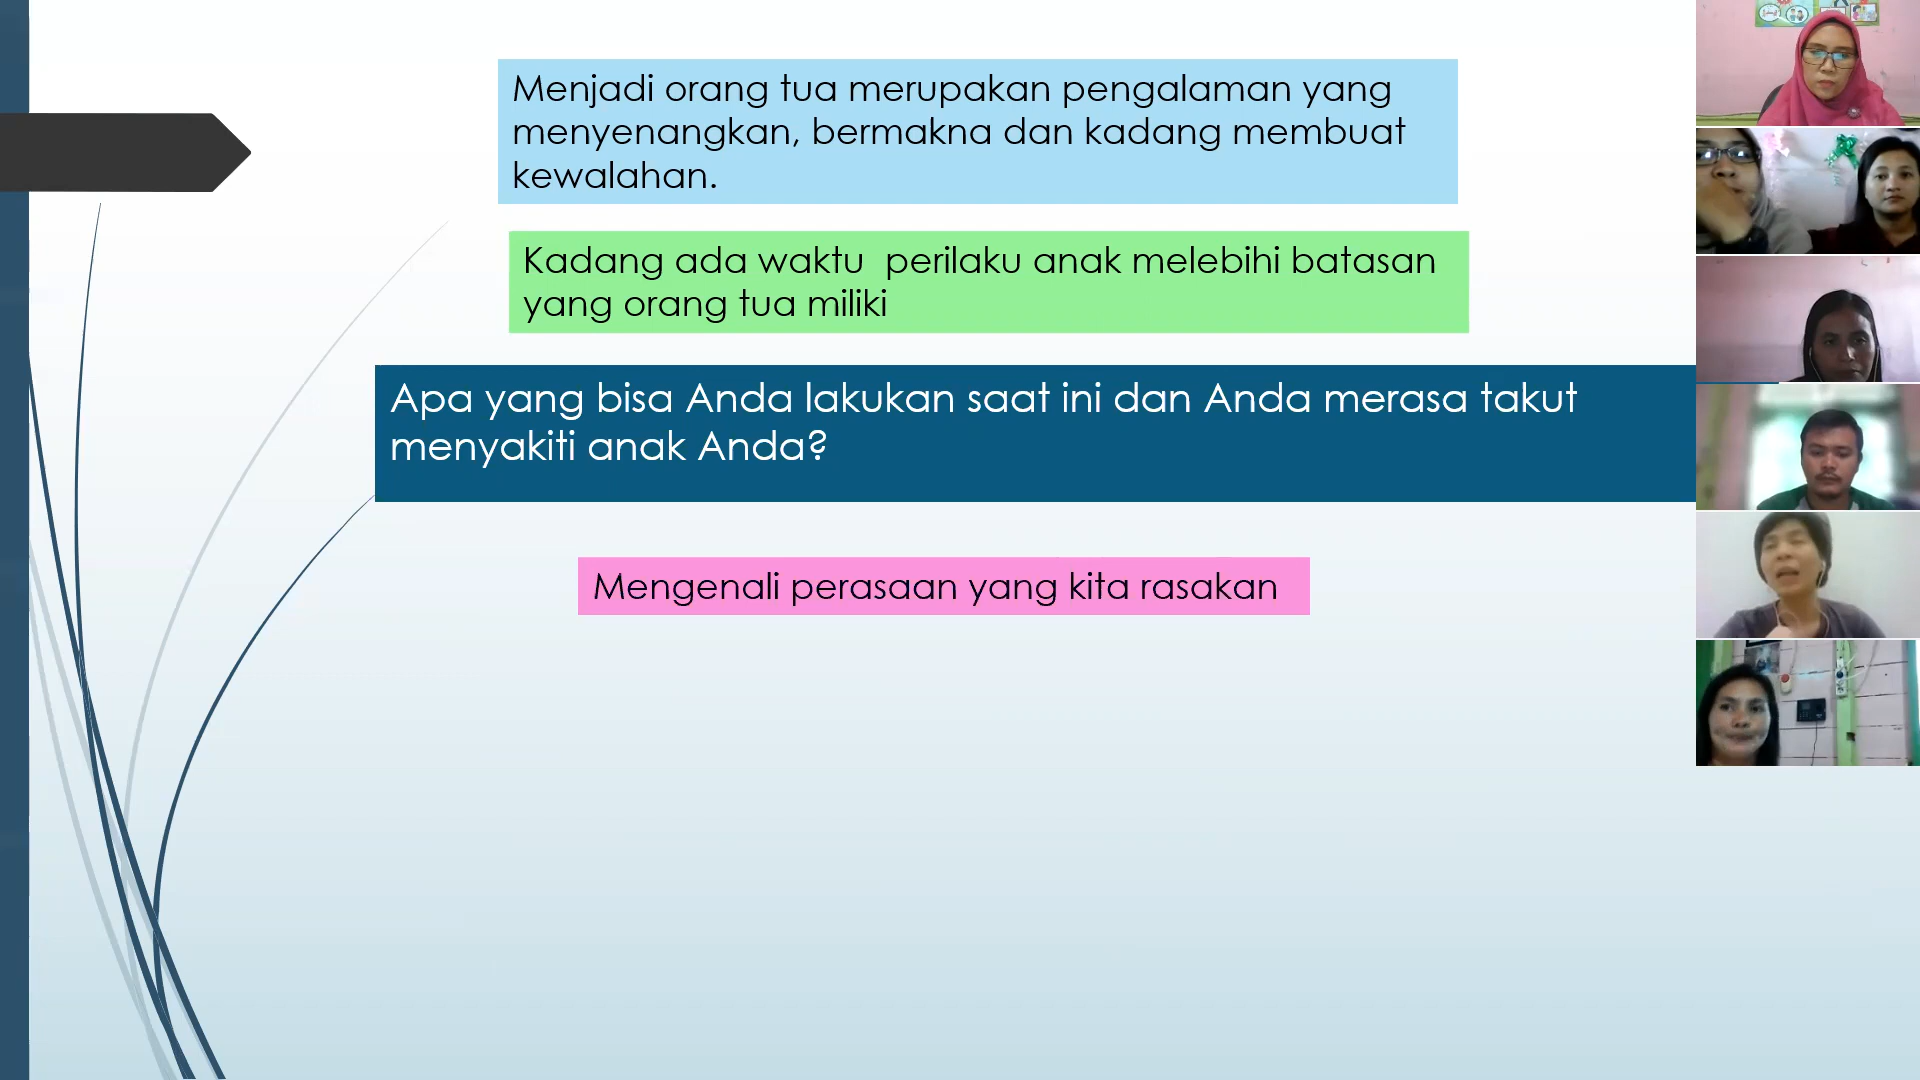 Menjadi orang tua merupakan pengalaman yang
menyenangkan, bermakna dan kadang membuat
kewalahan.
Kadang ada waktu  perilaku anak melebihi batasan
yang orang tua miliki
Apa yang bisa Anda lakukan saat ini dan Anda merasa takut
menyakiti anak Anda?
Mengenali perasaan yang kita rasakan